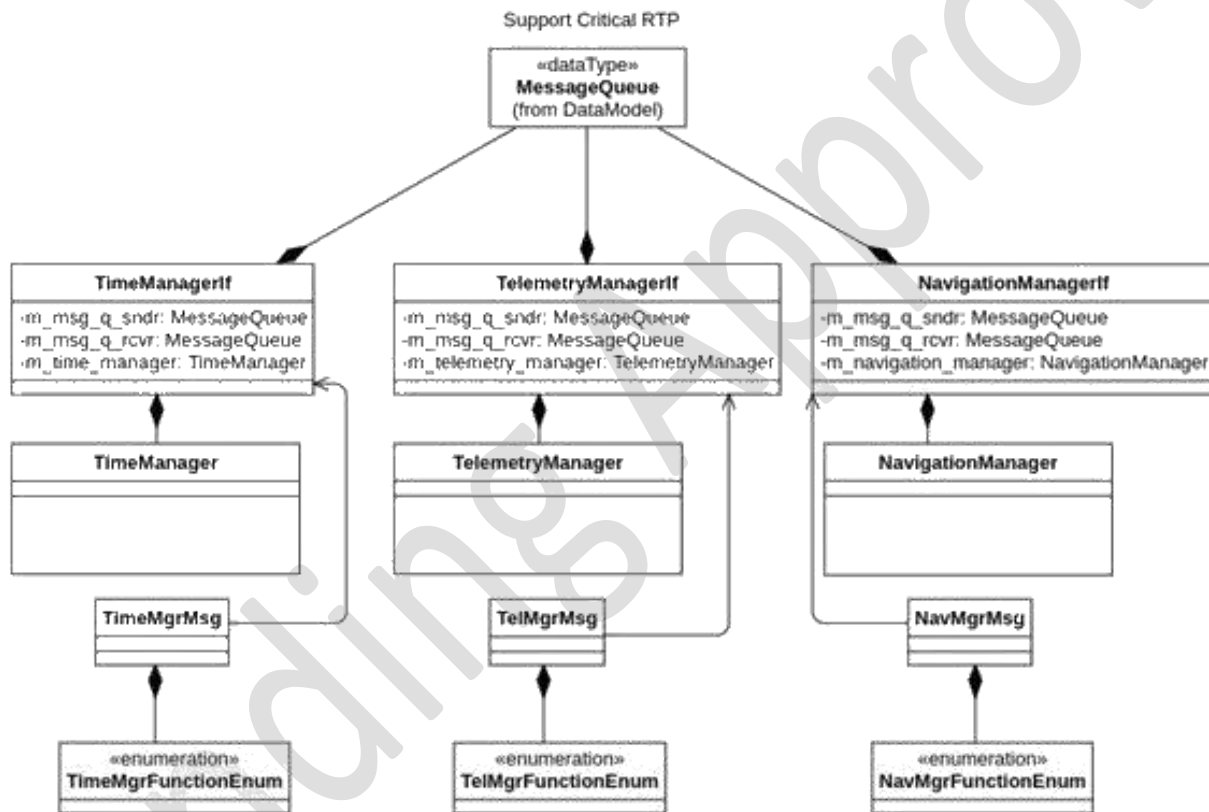 Support Critical RTP
«dataType»
MessageQueue
(from DataModel)
TimeManagerIf
-m_msg_q_sndr: MessageQueue
-m_msg_q_rcvr: MessageQueue
-m_time_manager: TimeManager
TelemetryManagerIf
-m_msg_q_sndr: MessageQueue
-m_msg_q_rcvr: MessageQueue
-m_telemetry_manager: TelemetryManager
NavigationManagerIf
-m_msg_q_sndr: MessageQueue
-m_msg_q_rcvr: MessageQueue
-m_navigation_manager: NavigationManager
TimeManager
TelemetryManager
NavigationManager
TimeMgrMsg
TelMgrMsg
NavMgrMsg
«enumeration»
TimeMgrFunctionEnum
«enumeration»
TelMgrFunctionEnum
«enumeration»
NavMgrFunctionEnum
nding Approv